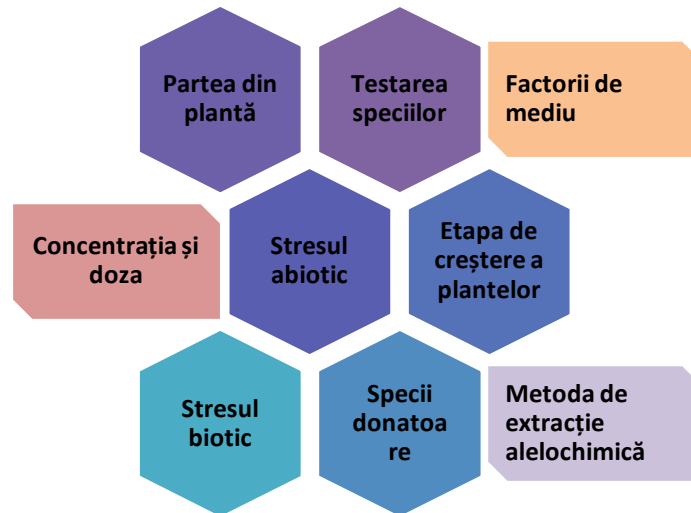 Partea din
plantă
Testarea
speciilor
Factorii de
mediu
Concentrația și
doza
Stresul
abiotic
Etapa de
creștere a
plantelor
Stresul
biotic
Specii
donatoa
re
Metoda de
extracție
alelochimică